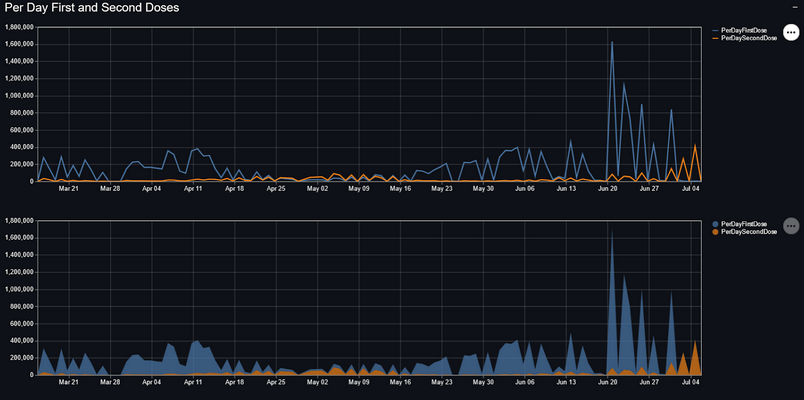 Per Day First and Second Doses
1,800,000
1,600,000
1,400,000
1,200,000
1,000,000
800,000
600,000
400,000
200,000
0
Mar 21 Mar 28 Apr 04 Apr 11 Apr 18 Apr 25 May 02 May 09 May 16 May 23 May 30 Jun 06 Jun 13 Jun 20 Jun 27 Jul 04
PerDayFirstDose
PerDaySecondDose
1,800,000
1,600,000
1,400,000
1,200,000
1,000,000
800,000
600,000
400,000
200,000
0
Mar 21 Mar 28 Apr 04 Apr 11 Apr 18 Apr 25 May 02 May 09 May 16 May 23 May 30 Jun 06 Jun 13 Jun 20 Jun 27 Jul 04
PerDayFirstDose
PerDaySecondDose